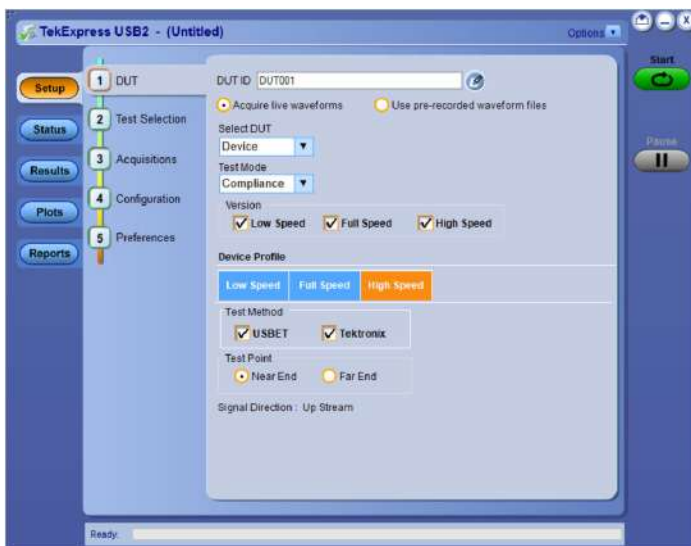 TekExpress USB2 - (Untitled)
Options
Setup
Status
Results
Plots
Reports
1 DUT
2 Test Selection
3 Acquisitions
4 Configuration
5 Preferences
DUT ID DUT001
Acquire live waveforms
Use pre-recorded waveform files
Select DUT
Device
Test Mode
Compliance
Version
Low Speed Full Speed High Speed
Device Profile
Low Speed Full Speed High Speed
Test Method
USBET Tektronix
Test Point
Near End Far End
Signal Direction : Up Stream
Start
Pause
Ready.